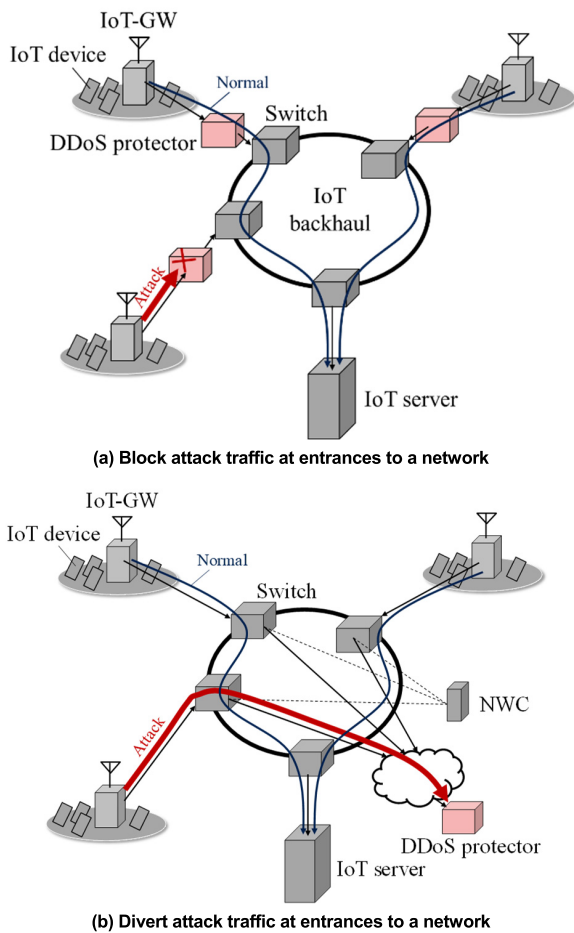 IoT-GW
IoT device
Normal
Switch
DDoS protector
IoT
backhaul
Attack
IoT server
(a) Block attack traffic at entrances to a network
IoT-GW
IoT device
Normal
Switch
NWC
Attack
DDoS protector
IoT server
(b) Divert attack traffic at entrances to a network